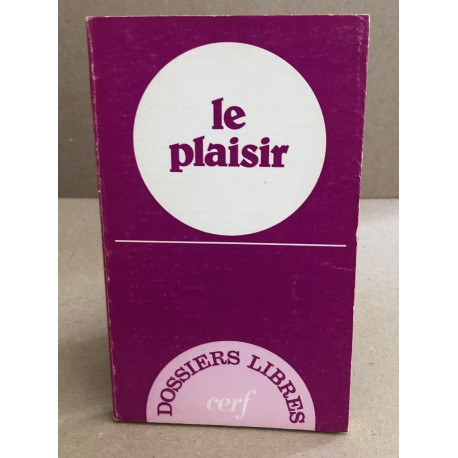 le
plaisir
DOSSIERS LIBRES
cerf